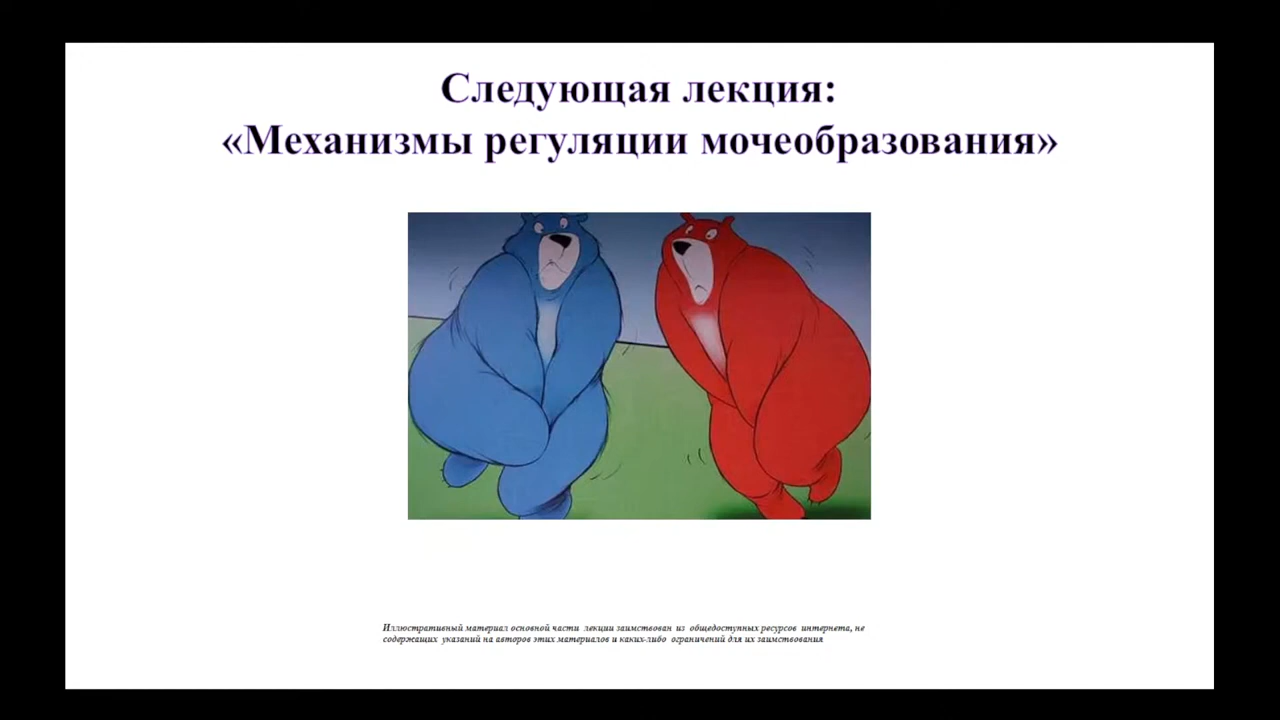 Следующая лекция:
«Механизмы регуляции мочеобразования»
Иллюстративный материал основной части лекции заимствован из общедоступных ресурсов интернета, не
содержащих указаний на авторов этих материалов и каких-либо ограничений для их заимствования